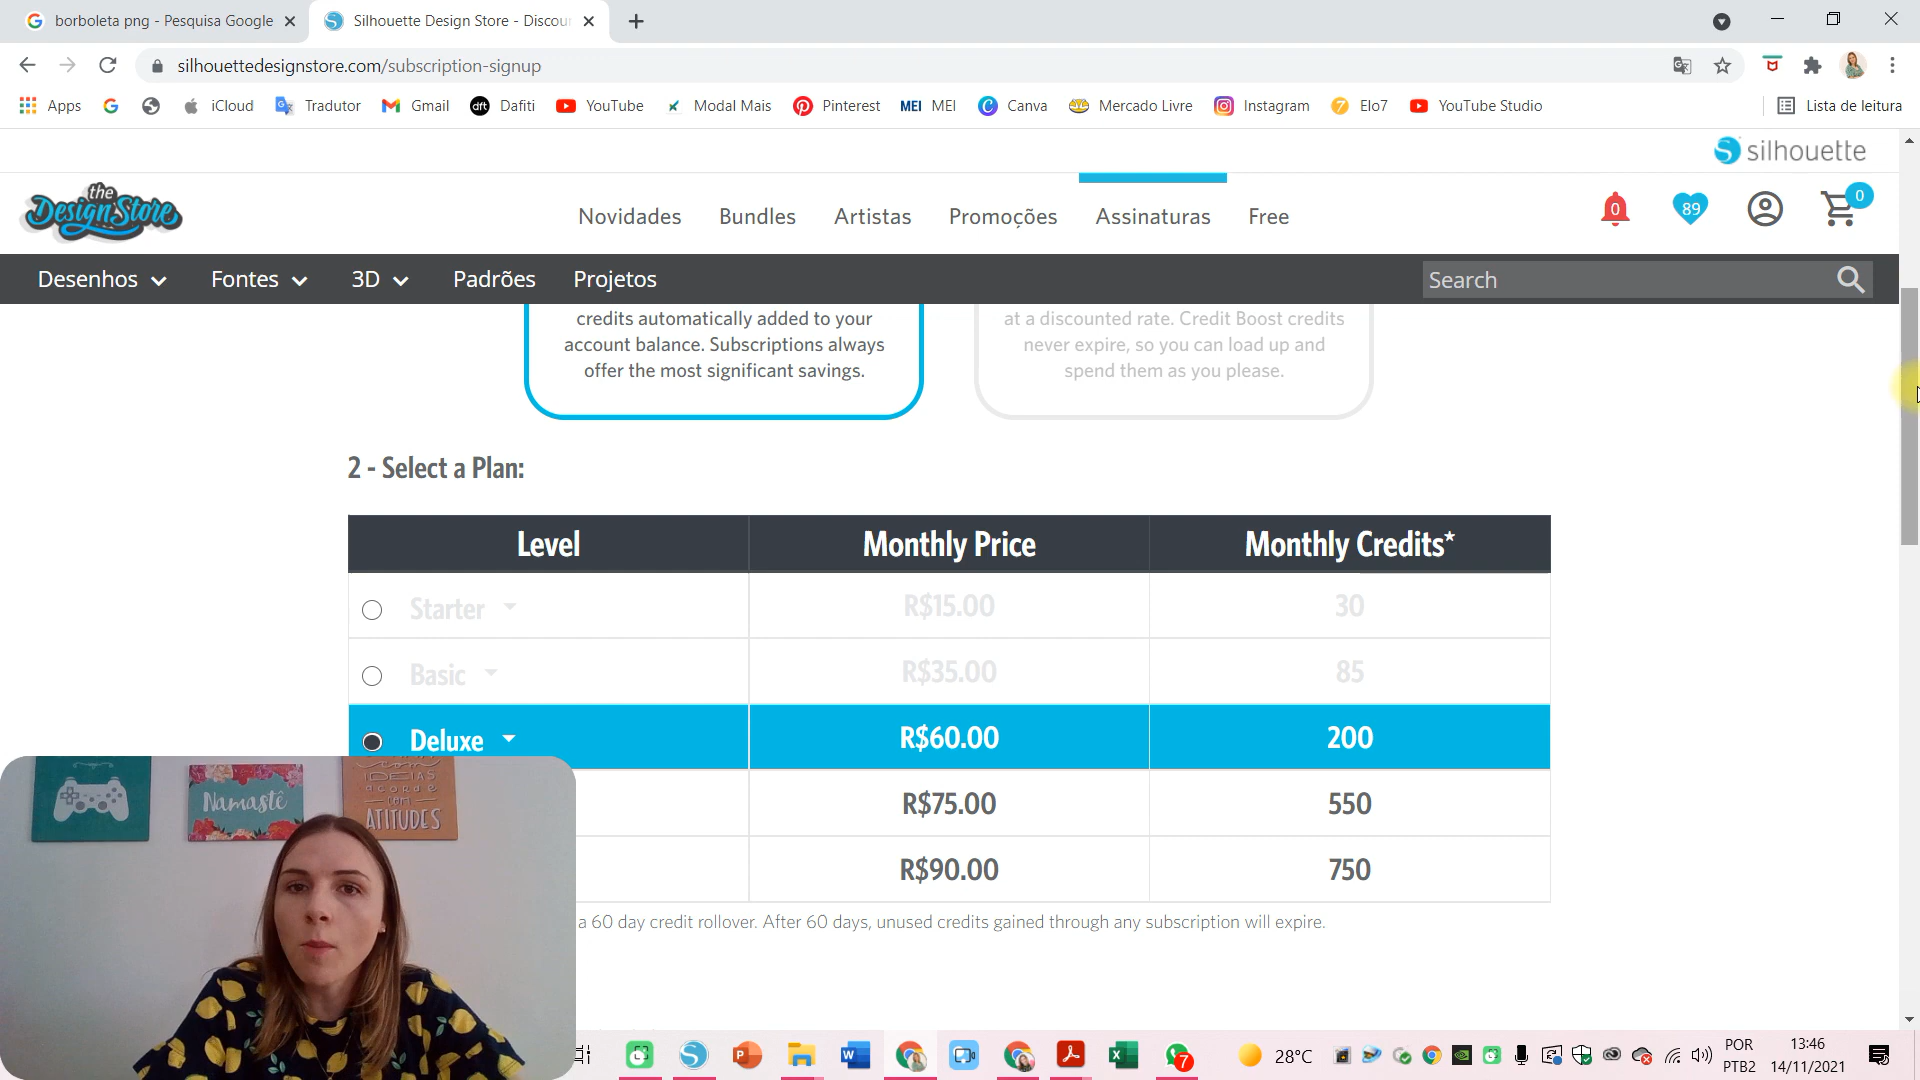 borboleta png - Pesquisa Google
Silhouette Design Store - Discou
silhouettedesignstore.com/subscription-signup
Apps
iCloud
Tradutor
Gmail
dft Dafiti
YouTube
Modal Mais
Pinterest
MEI MEI
Canva
Mercado Livre
Instagram
Elo7
YouTube Studio
Lista de leitura
silhouette
the
Design Store
Novidades
Bundles
Artistas
Promoções
Assinaturas
Free
0
89
0
Desenhos
Fontes
3D
Padrões
Projetos
Search
credits automatically added to your
account balance. Subscriptions always
offer the most significant savings.
at a discounted rate. Credit Boost credits
never expire, so you can load up and
spend them as you please.
2 - Select a Plan:
Level Monthly Price Monthly Credits*
Starter R$15.00 30
Basic R$35.00 85
Deluxe R$60.00 200
R$75.00 550
R$90.00 750
a 60 day credit rollover. After 60 days, unused credits gained through any subscription will expire.
Namastê
IDEIAS
acorde
com
ATITUDES
7
28°C
POR
PTB2
13:46
14/11/2021